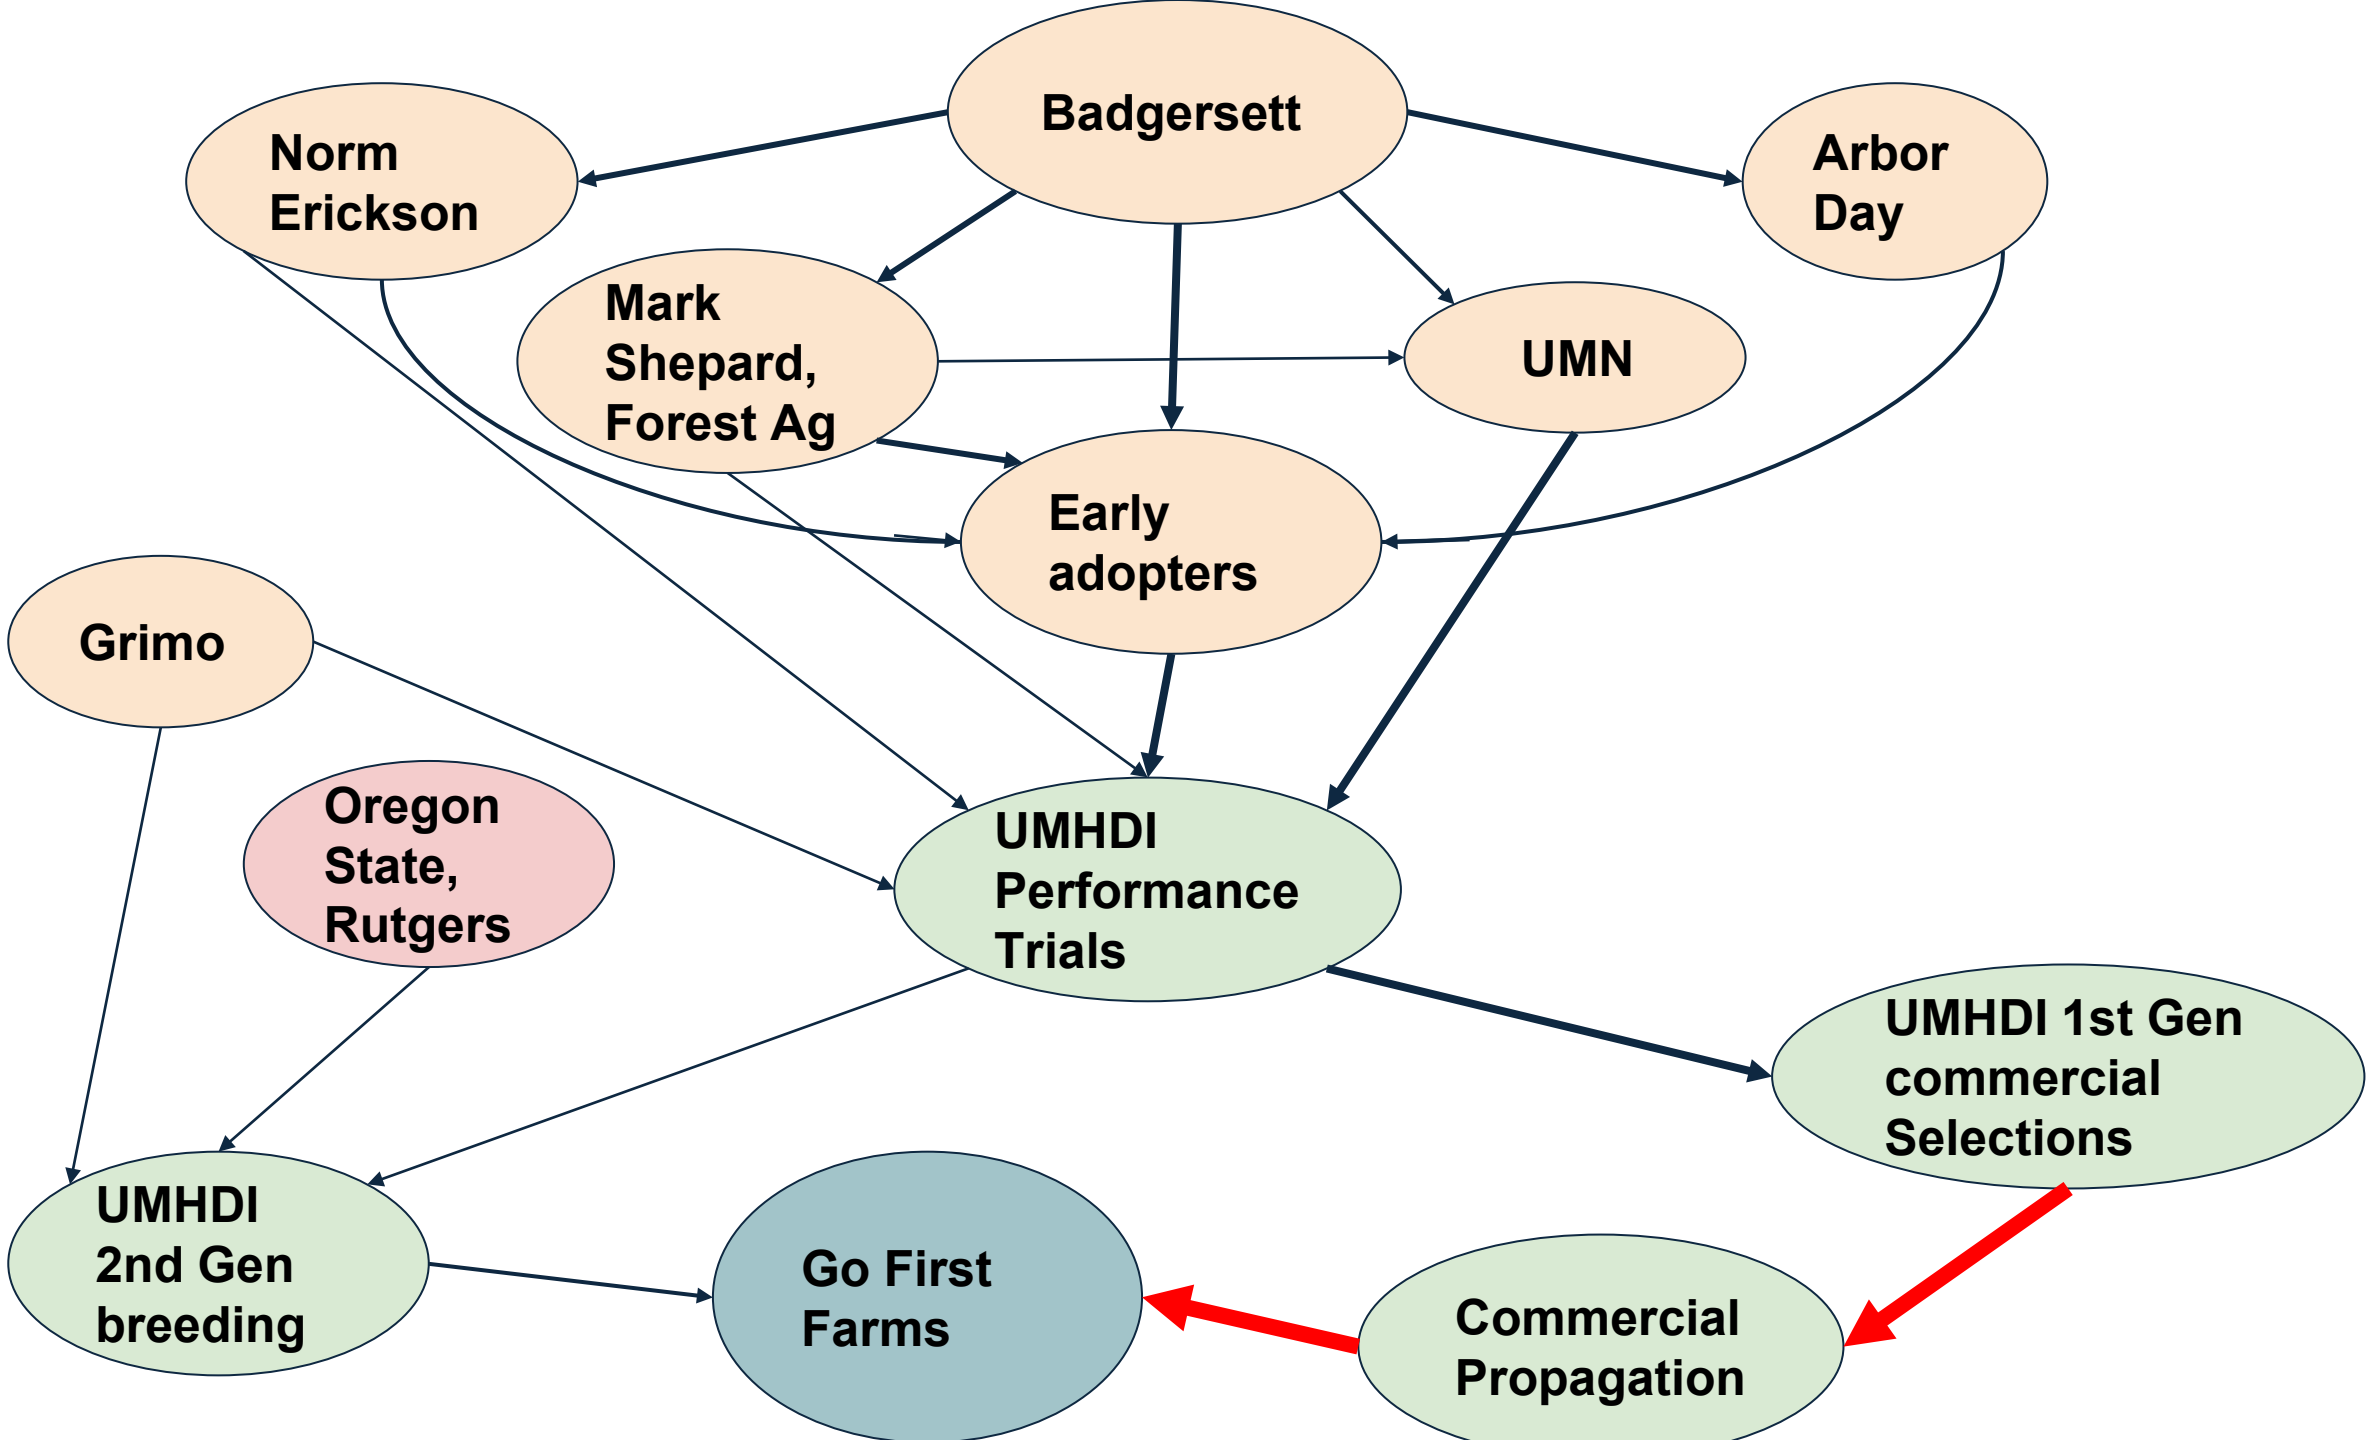 Badgersett
Norm
Erickson
Arbor
Day
Mark
Shepard,
Forest Ag
UMN
Early
adopters
Grimo
Oregon
State,
Rutgers
UMHDI
Performance
Trials
UMHDI 1st Gen
commercial
Selections
UMHDI
2nd Gen
breeding
Go First
Farms
Commercial
Propagation